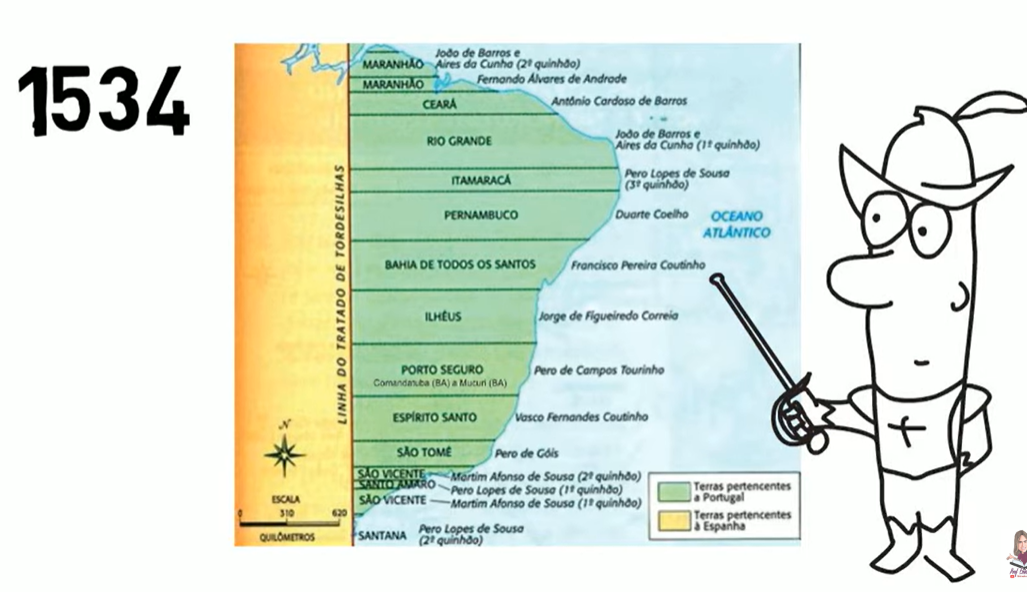 1534
João de Barros e
MARANHÃO Aires da Cunha (2º quinhão)
MARANHÃO Fernando Álvares de Andrade
CEARÁ Antônio Cardoso de Barros
João de Barros e
RIO GRANDE Aires da Cunha (1º quinhão)
ITAMARACÁ Pero Lopes de Sousa
(3º quinhão)
PERNAMBUCO Duarte Coelho
OCEANO
ATLÂNTICO
LINHA DO TRATADO DE TORDESILHAS
BAHIA DE TODOS OS SANTOS Francisco Pereira Coutinho
ILHÉUS Jorge de Figueiredo Correia
PORTO SEGURO Pero de Campos Tourinho
Comandatuba (BA) a Mucuri (BA)
ESPÍRITO SANTO Vasco Fernandes Coutinho
SÃO TOMÉ Pero de Góis
SÃO VICENTE Martim Afonso de Sousa (2º quinhão)
SANTO AMARO Pero Lopes de Sousa (1º quinhão)
SÃO VICENTE Martim Afonso de Sousa (1º quinhão)
SANTANA Pero Lopes de Sousa
(2º quinhão)
N
ESCALA
0 310 620
QUILÔMETROS
Terras pertencentes
a Portugal
Terras pertencentes
à Espanha